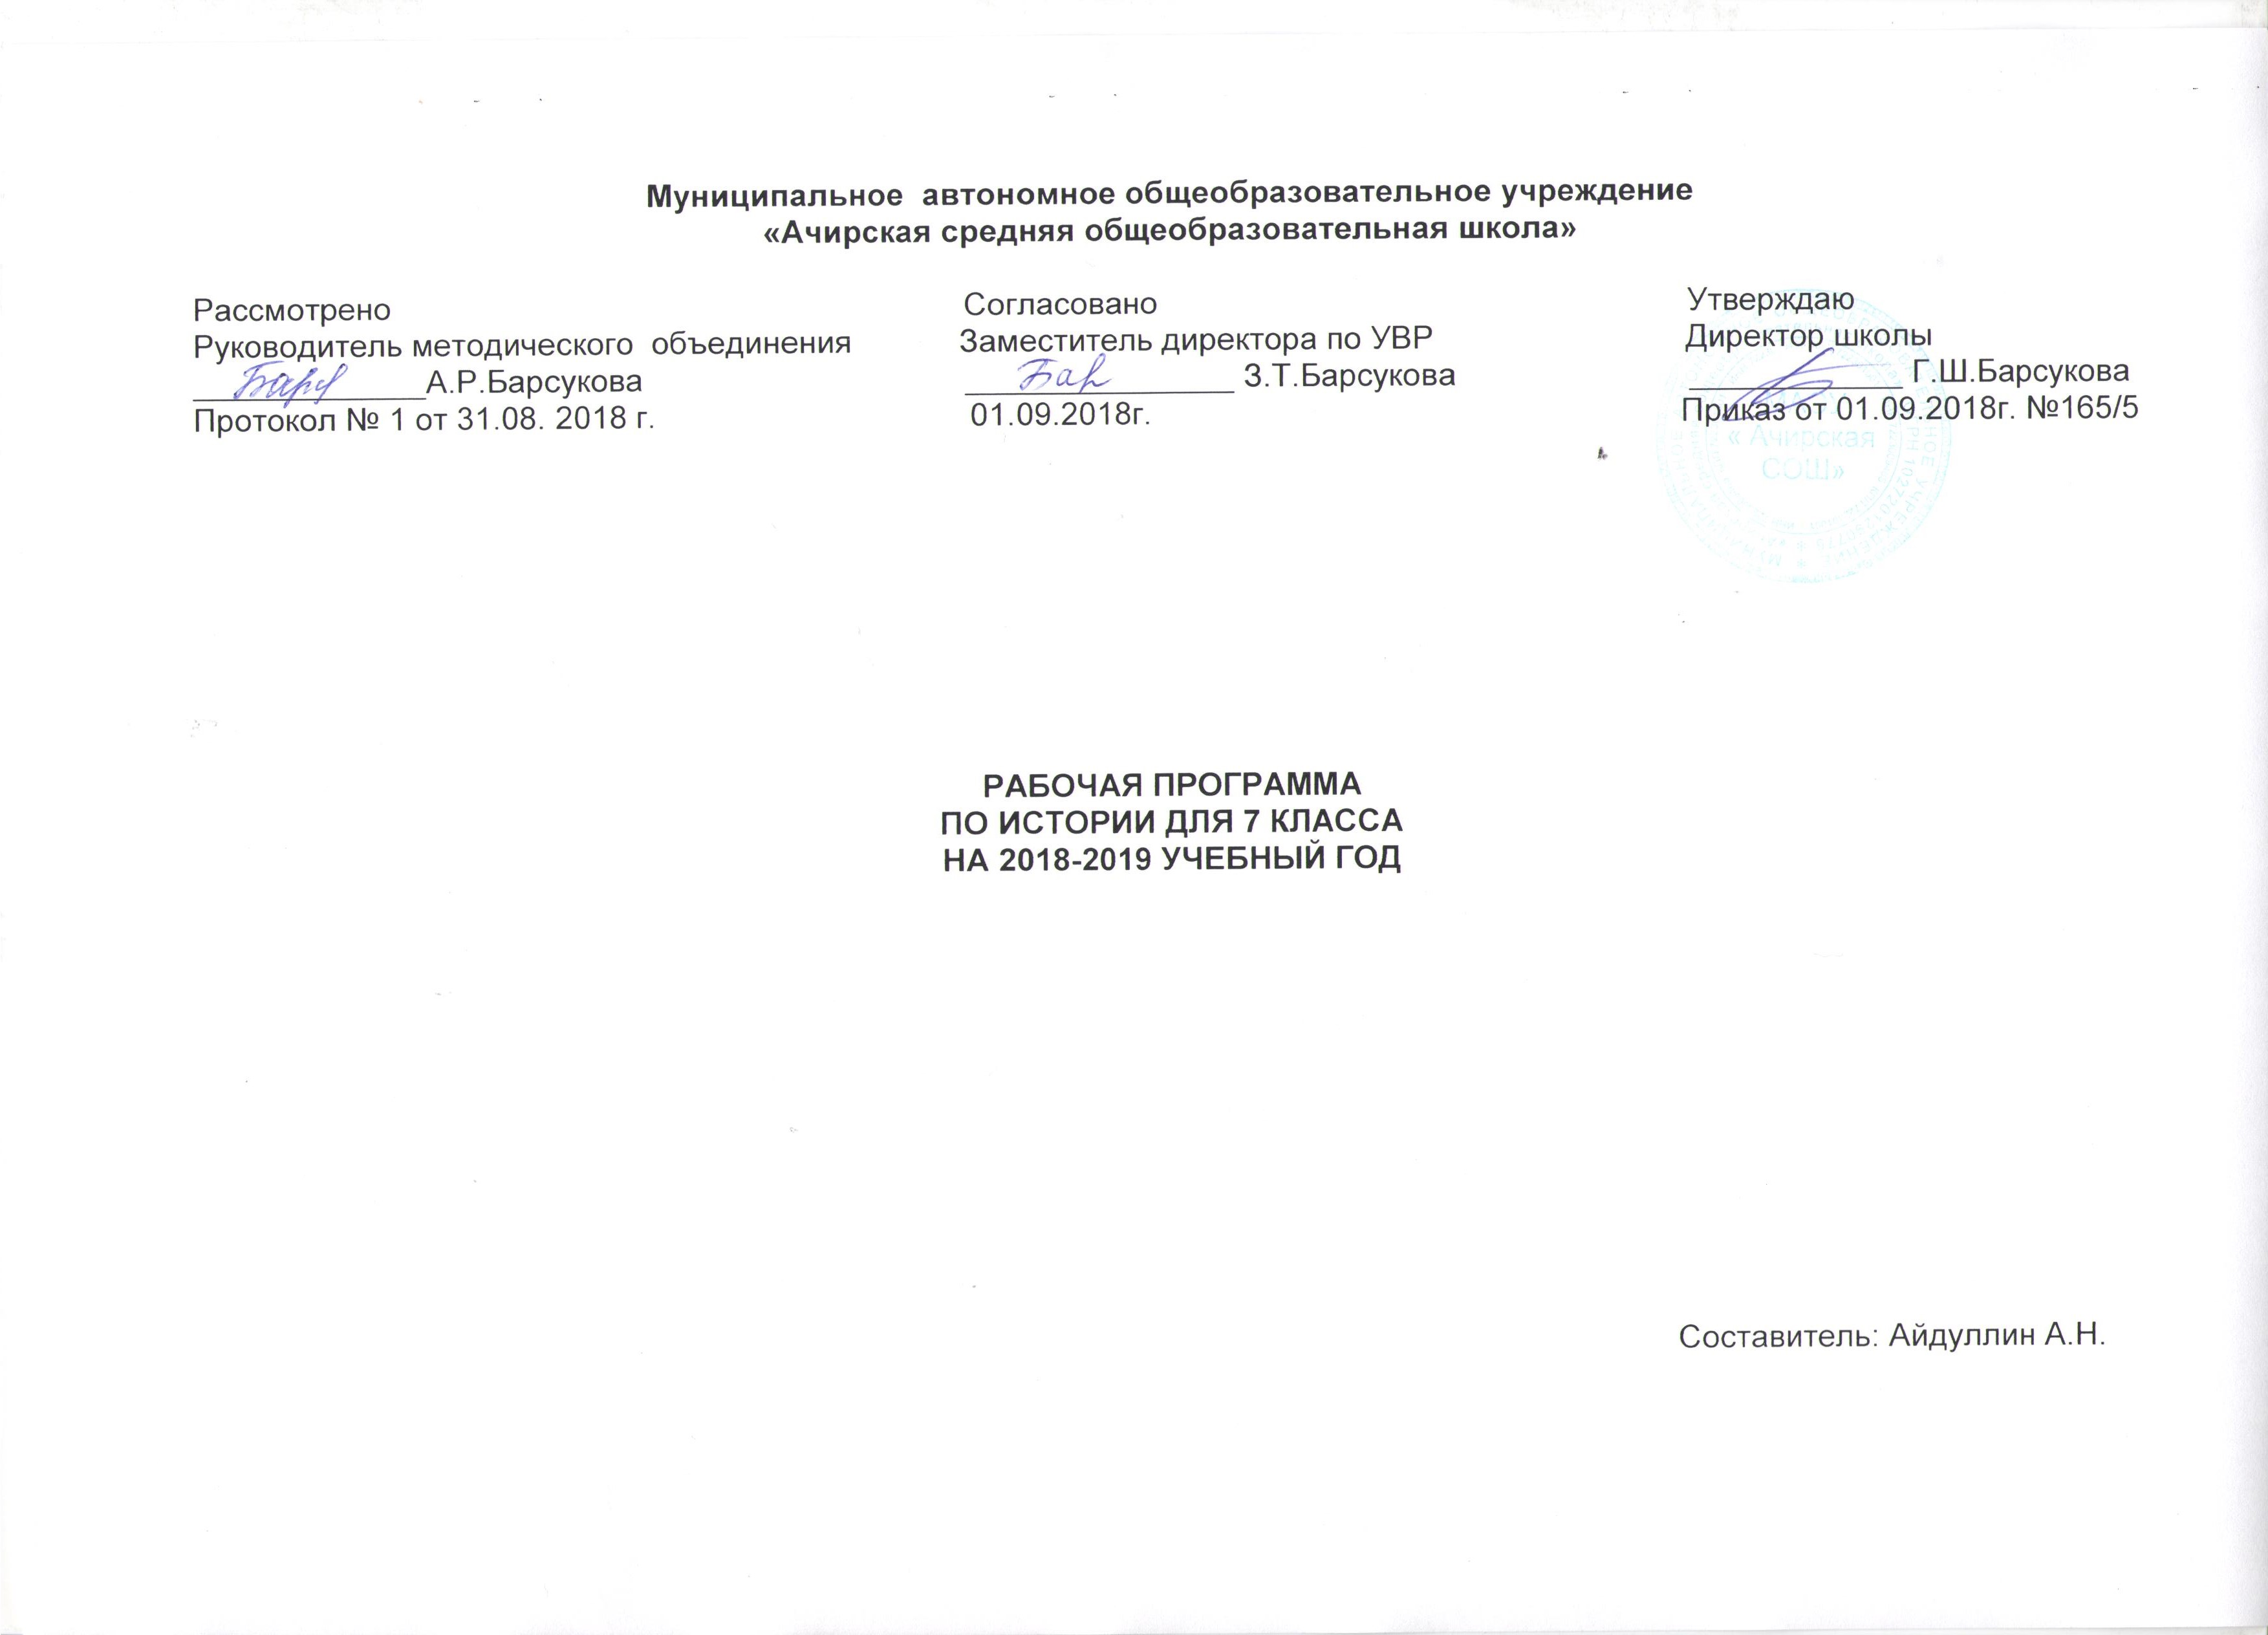 Муниципальное  автономное общеобразовательное учреждение
«Ачирская средняя общеобразовательная школа»
Рассмотрено
Руководитель методического  объединения
_____________А.Р.Барсукова
Протокол № 1 от 31.08. 2018 г.
Согласовано
Заместитель директора по УВР
_______________ З.Т.Барсукова
01.09.2018г.
Утверждаю
Директор школы
____________ Г.Ш.Барсукова
Приказ от 01.09.2018г. №165/5
« Ачирская
СОШ»
РАБОЧАЯ ПРОГРАММА
ПО ИСТОРИИ ДЛЯ 7 КЛАССА
НА 2018-2019 УЧЕБНЫЙ ГОД
Составитель: Айдуллин А.Н.